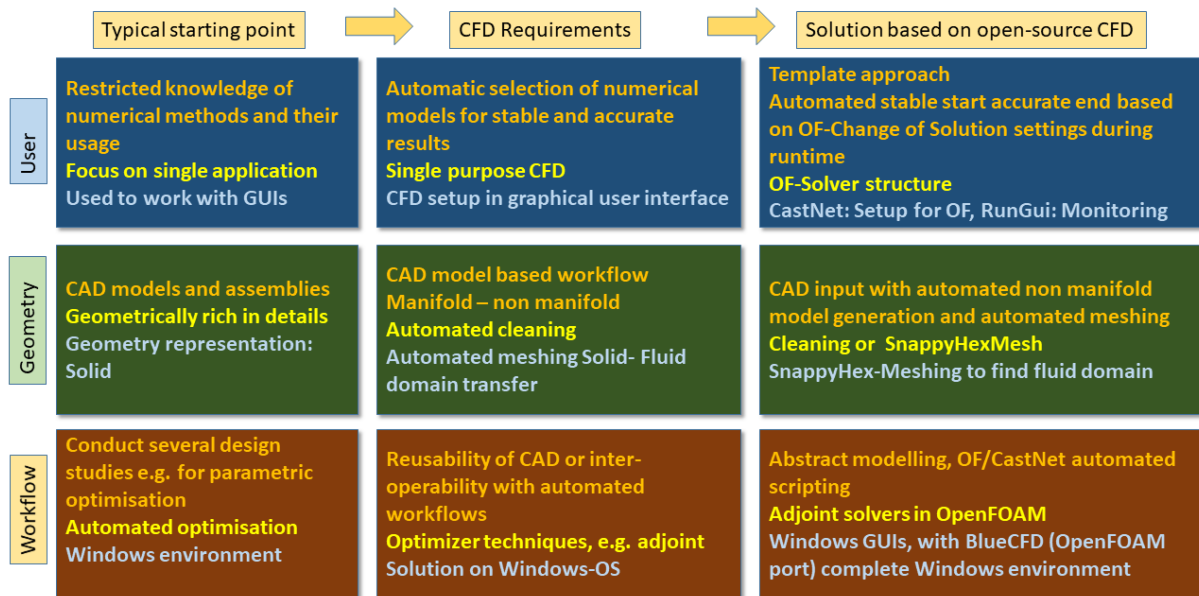 Typical starting point
CFD Requirements
Solution based on open-source CFD
User
Restricted knowledge of
numerical methods and their
usage
Focus on single application
Used to work with GUIs
Automatic selection of numerical
models for stable and accurate
results
Single purpose CFD
CFD setup in graphical user interface
Template approach
Automated stable start accurate end based
on OF-Change of Solution settings during
runtime
OF-Solver structure
CastNet: Setup for OF, RunGui: Monitoring
Geometry
CAD models and assemblies
Geometrically rich in details
Geometry representation:
Solid
CAD model based workflow
Manifold – non manifold
Automated cleaning
Automated meshing Solid- Fluid
domain transfer
CAD input with automated non manifold
model generation and automated meshing
Cleaning or SnappyHexMesh
SnappyHex-Meshing to find fluid domain
Workflow
Conduct several design
studies e.g. for parametric
optimisation
Automated optimisation
Windows environment
Reusability of CAD or inter-
operability with automated
workflows
Optimizer techniques, e.g. adjoint
Solution on Windows-OS
Abstract modelling, OF/CastNet automated
scripting
Adjoint solvers in OpenFOAM
Windows GUIs, with BlueCFD (OpenFOAM
port) complete Windows environment